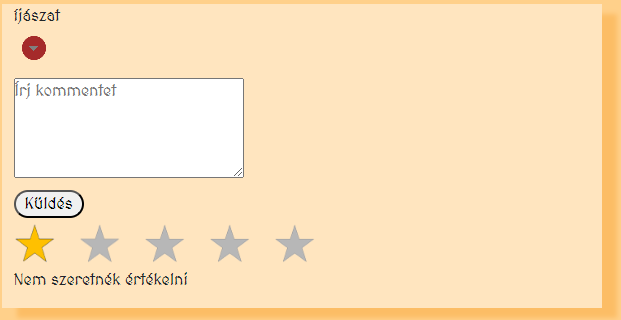 íjászat
Írj kommentet
Küldés
Nem szeretnék értékelni